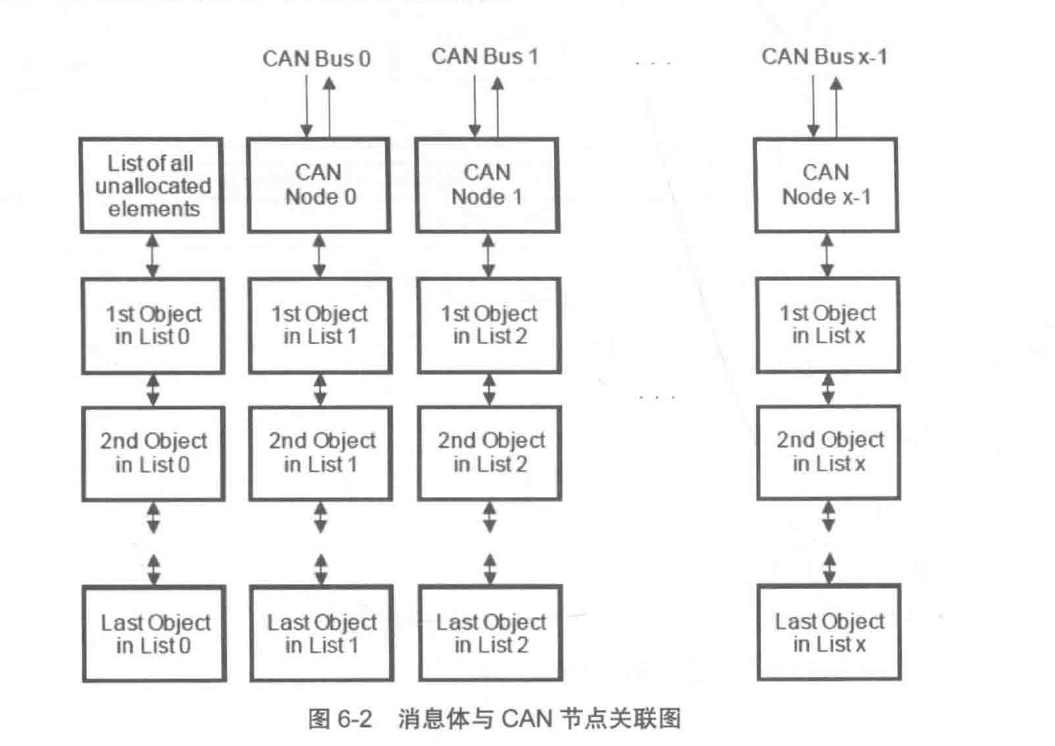 CAN Bus 0
CAN Bus 1
. . .
CAN Bus x-1
List of all
unallocated
elements
CAN
Node 0
CAN
Node 1
CAN
Node x-1
1st Object
in List 0
1st Object
in List 1
1st Object
in List 2
1st Object
in List x
. . .
2nd Object
in List 0
2nd Object
in List 1
2nd Object
in List 2
2nd Object
in List x
Last Object
in List 0
Last Object
in List 1
Last Object
in List 2
Last Object
in List x
图 6-2 消息体与 CAN 节点关联图